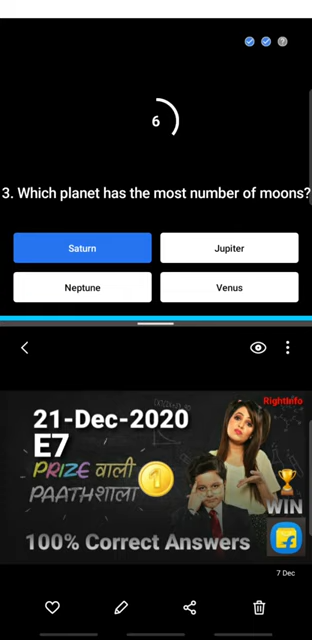 6
3. Which planet has the most number of moons?
Saturn
Jupiter
Neptune
Venus
RightInfo
21-Dec-2020
E7
PRIZE वाली
PAATHशाला
1
WIN
100% Correct Answers
7 Dec